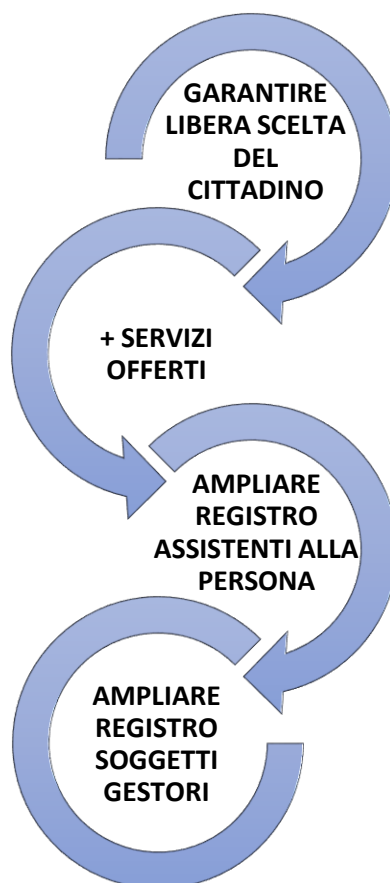 GARANTIRE
LIBERA SCELTA
DEL
CITTADINO
+ SERVIZI
OFFERTI
AMPLIARE
REGISTRO
ASSISTENTI ALLA
PERSONA
AMPLIARE
REGISTRO
SOGGETTI
GESTORI